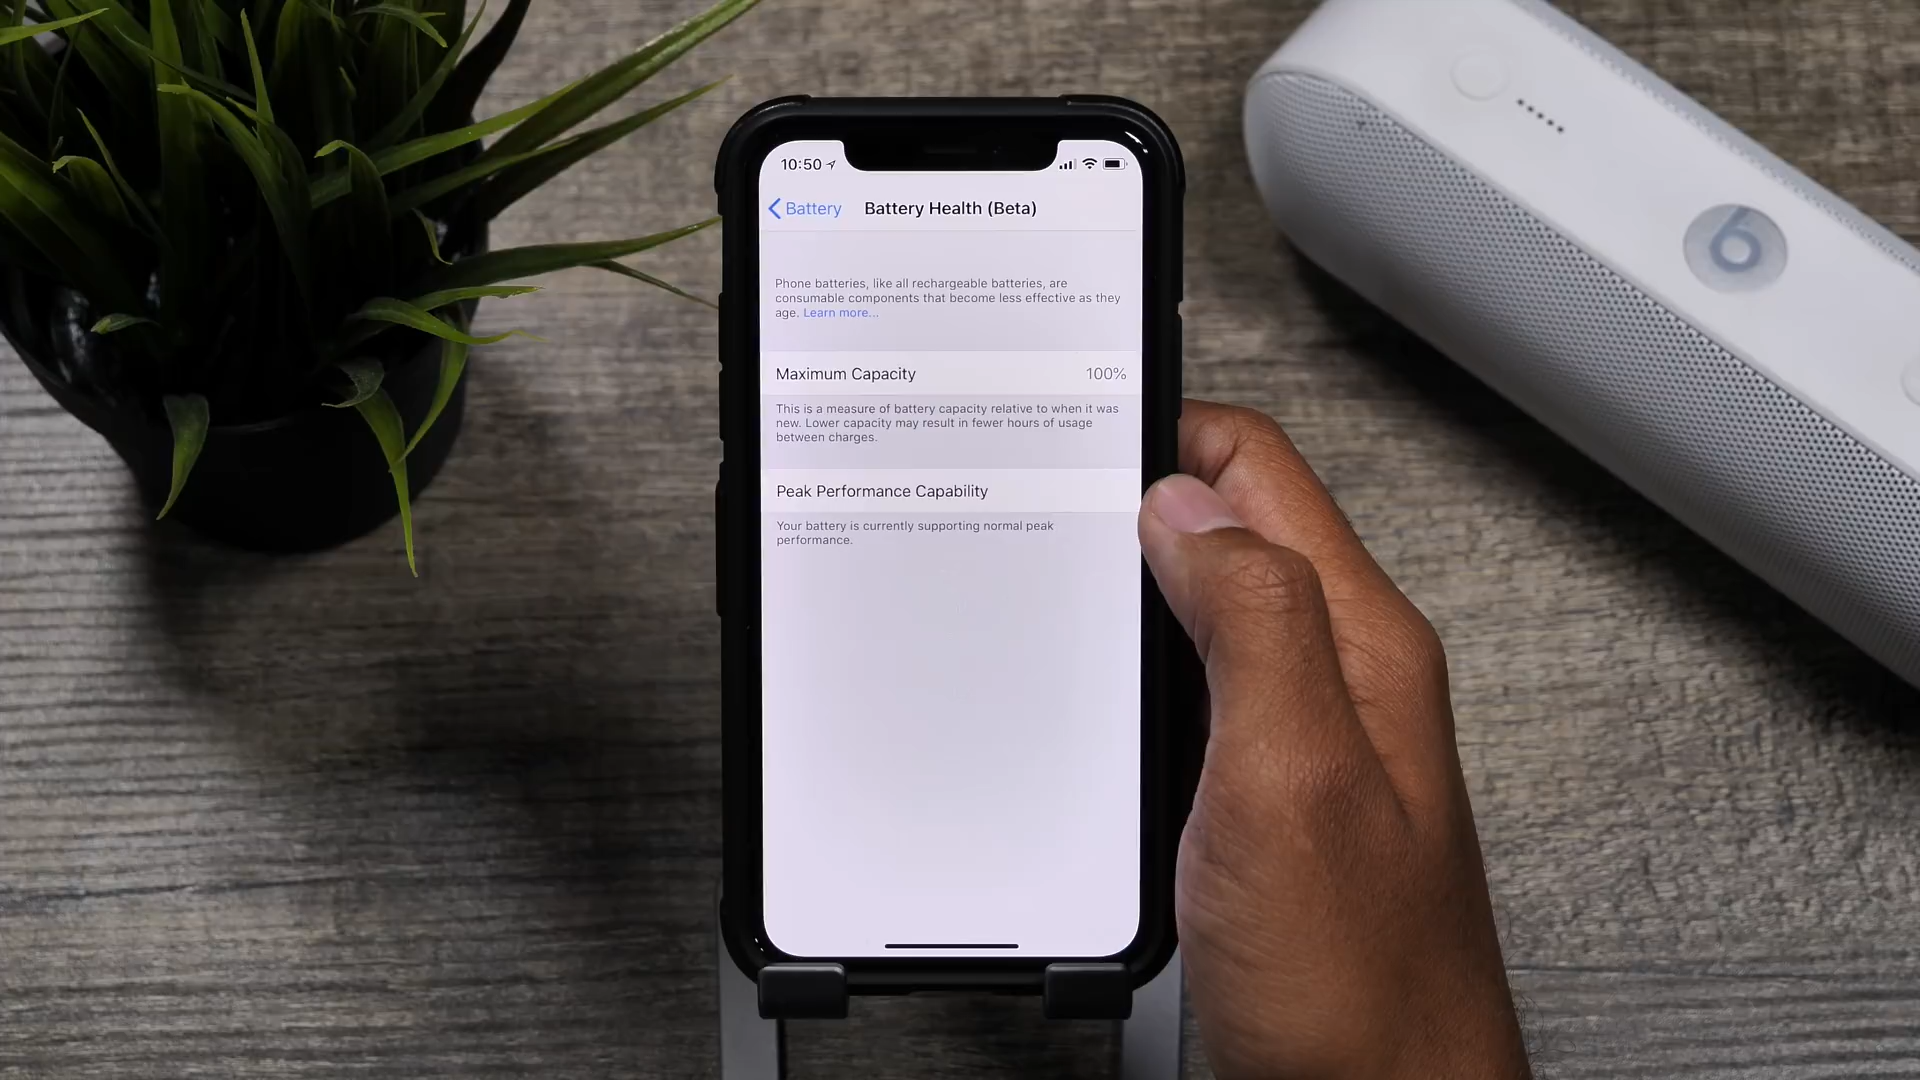 10:50
Battery
Battery Health (Beta)
Phone batteries, like all rechargeable batteries, are
consumable components that become less effective as they
age. Learn more...
Maximum Capacity 100%
This is a measure of battery capacity relative to when it was
new. Lower capacity may result in fewer hours of usage
between charges.
Peak Performance Capability
Your battery is currently supporting normal peak
performance.